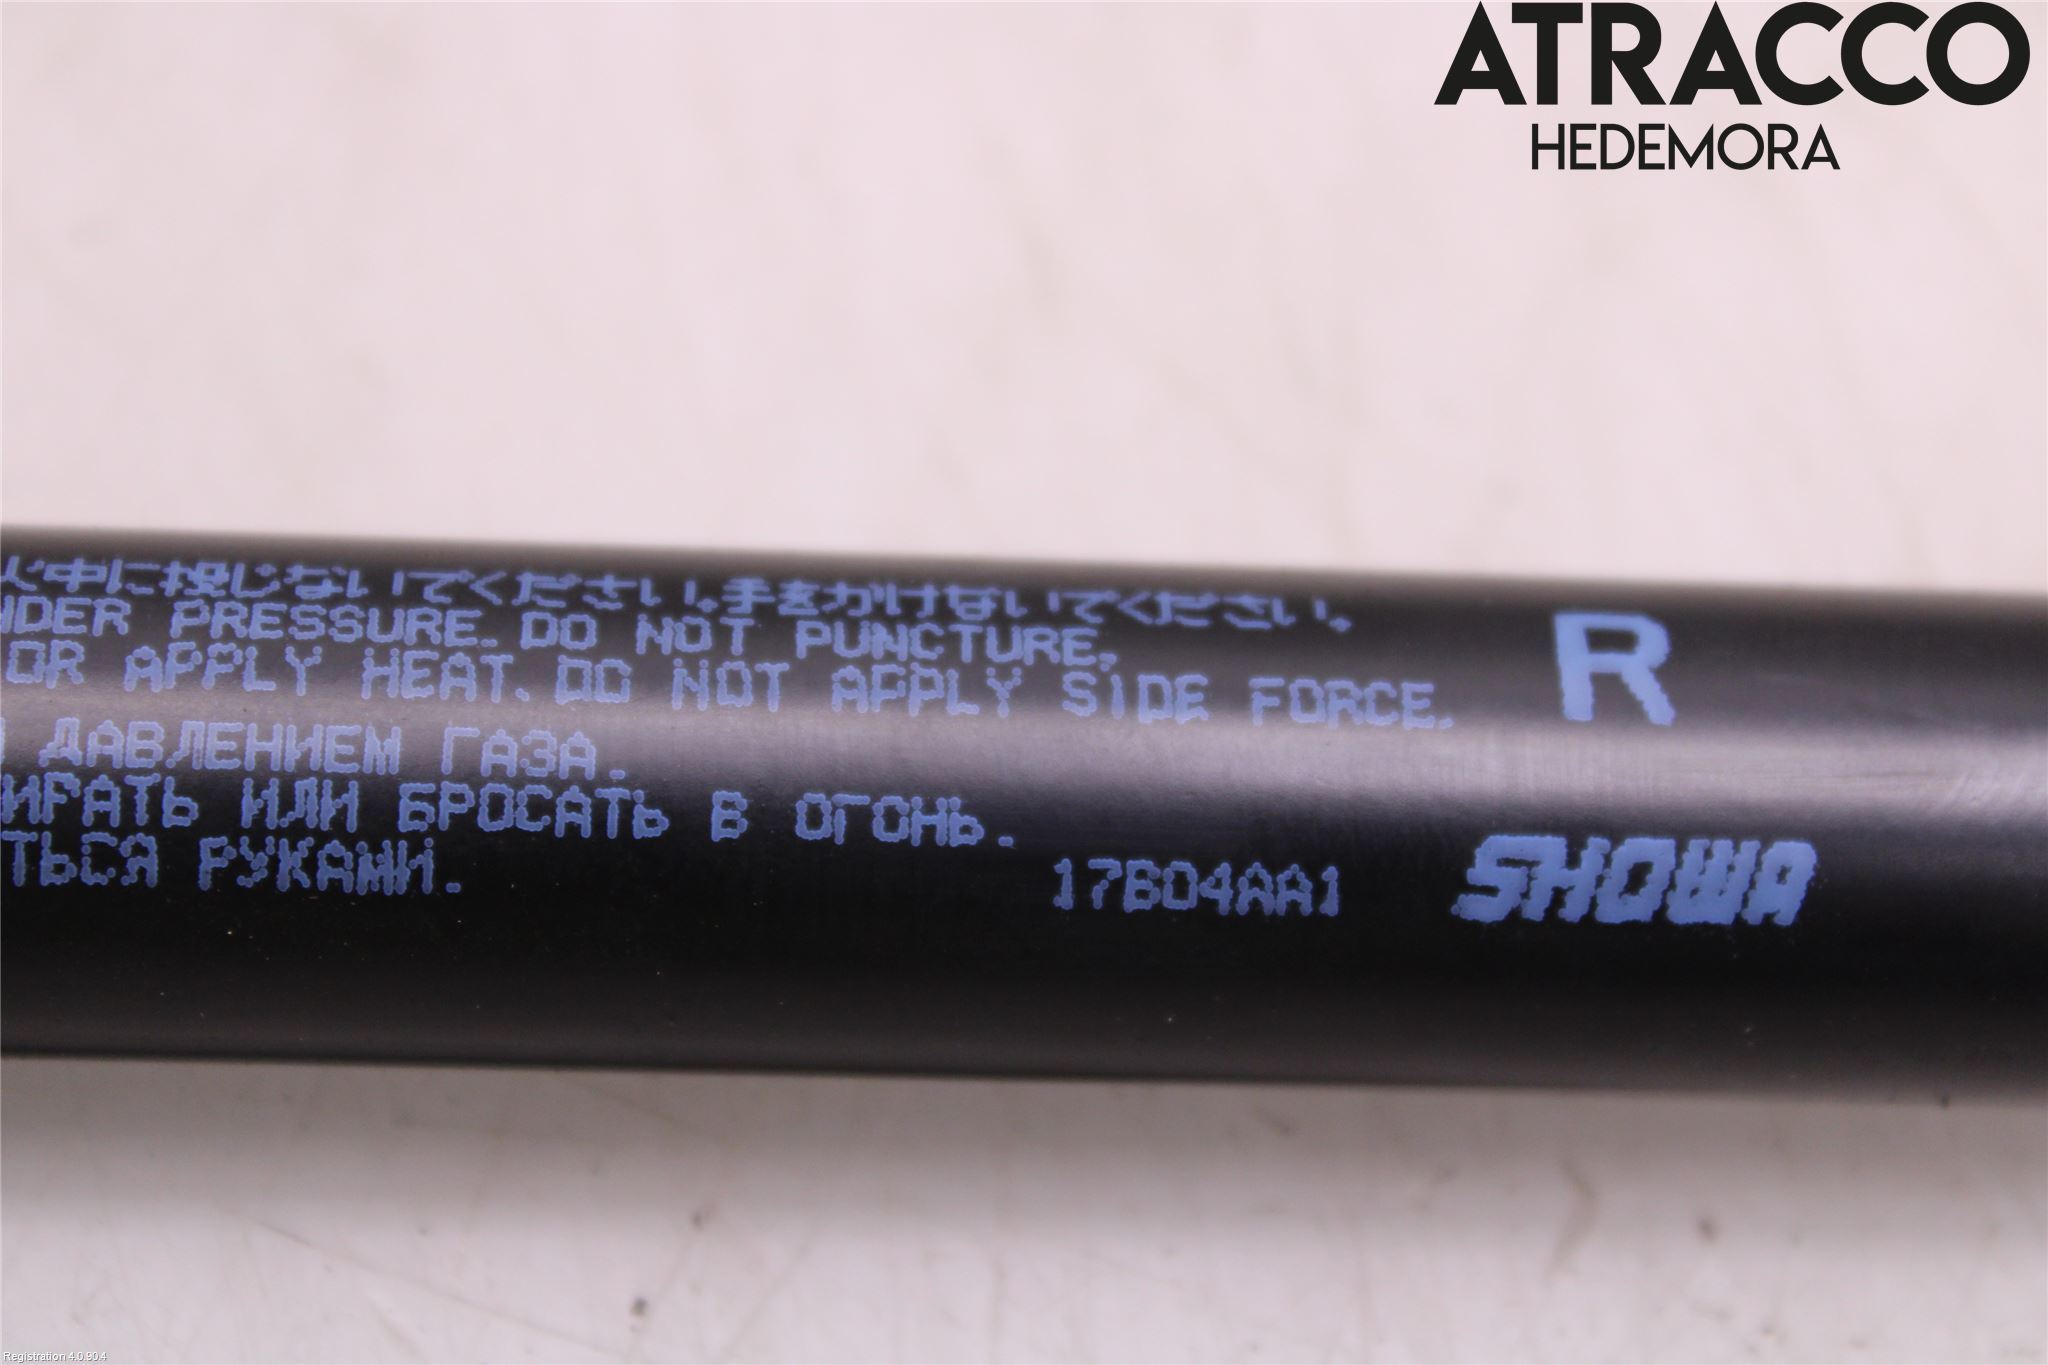 ATRACCO
HEDEMORA
中に投じないでください。手をかけないでください。
NDER PRESSURE. DO NOT PUNCTURE,
OR APPLY HEAT. DO NOT APPLY SIDE FORCE.
R
ДАВЛЕНИЕМ ГАЗА.
ИРАТЬ ИЛИ БРОСАТЬ В ОГОНЬ.
ТЬСЯ РУКАМИ.
17B04AA1
SHOWA
Registration 4.0.90.4